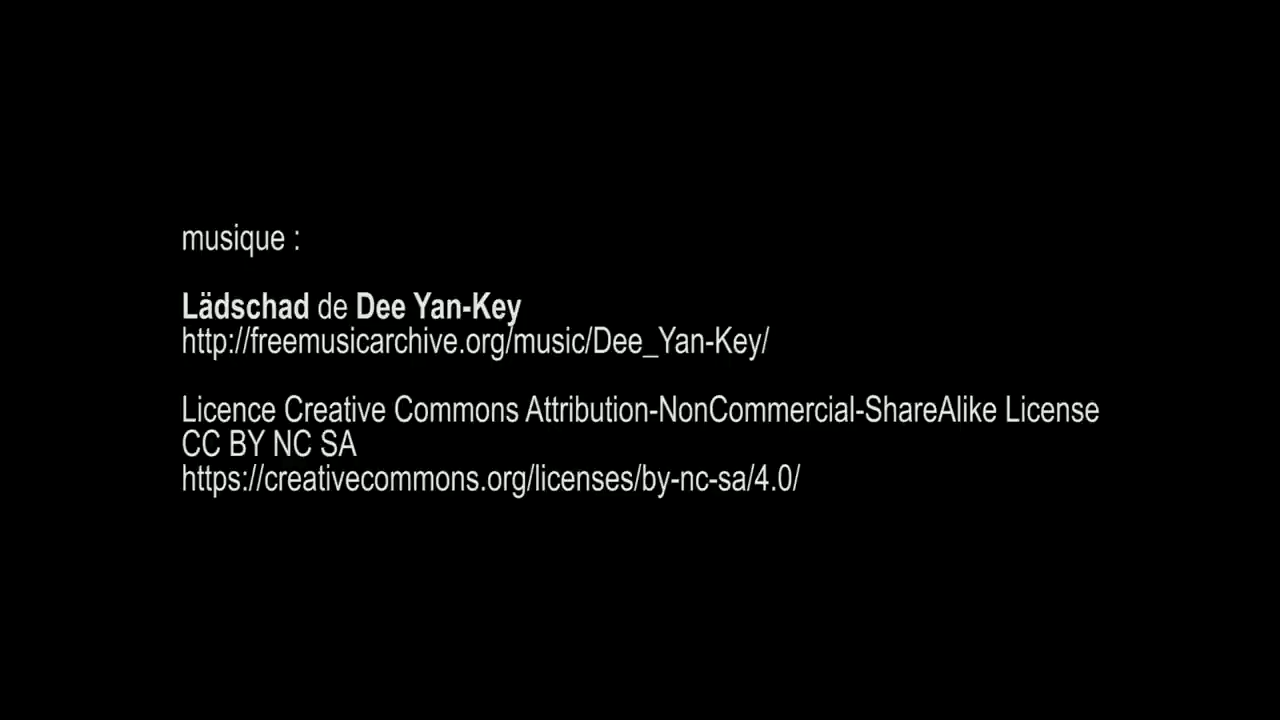 musique :
Lädschad de Dee Yan-Key
http://freemusicarchive.org/music/Dee_Yan-Key/
Licence Creative Commons Attribution-NonCommercial-ShareAlike License
CC BY NC SA
https://creativecommons.org/licenses/by-nc-sa/4.0/